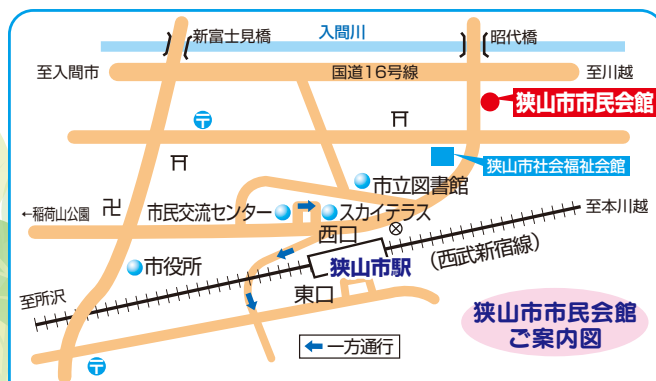 新富士見橋
入間川
昭代橋
至入間市
国道16号線
至川越
狭山市市民会館
狭山市社会福祉会館
市立図書館
←稲荷山公園
市民交流センター
スカイテラス
至本川越
西口
市役所
狭山市駅
(西武新宿線)
至所沢
東口
狭山市市民会館
ご案内図
← 一方通行